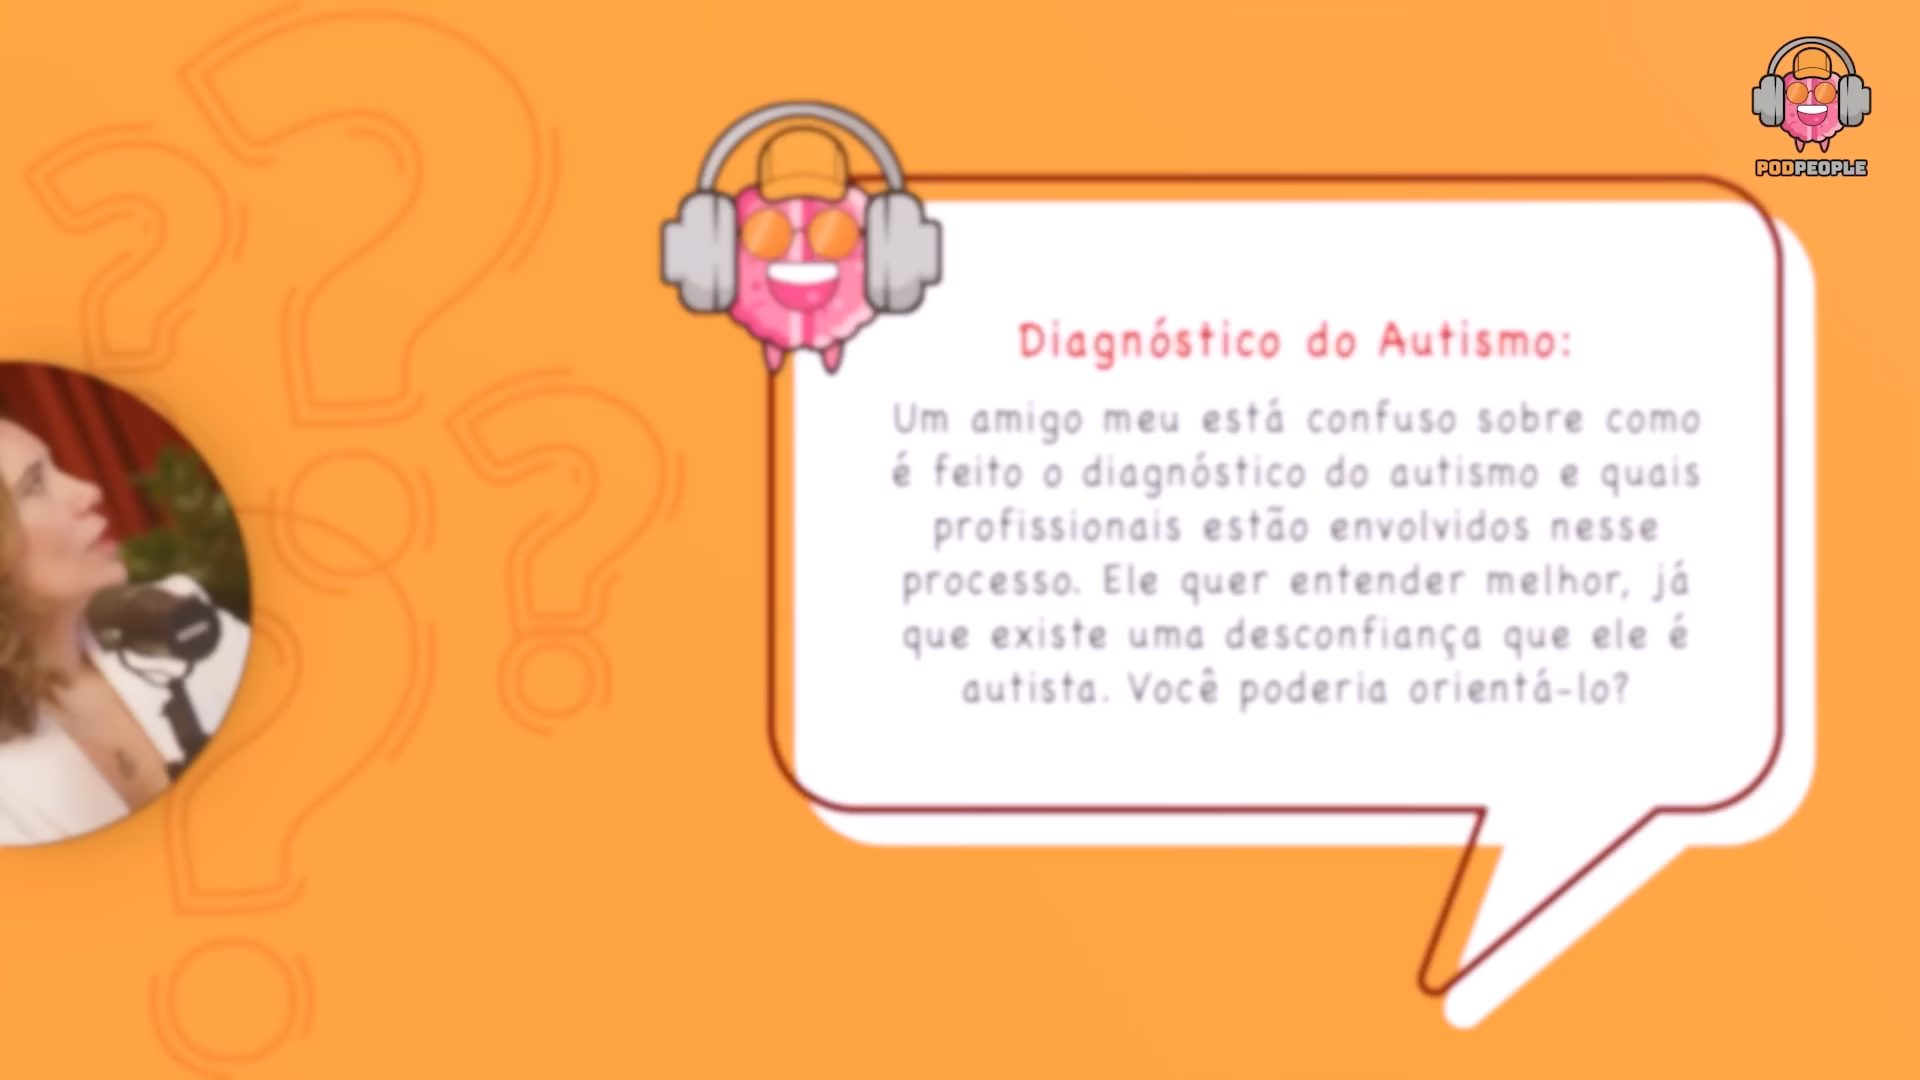 PODPEOPLE
Diagnóstico do Autismo:
Um amigo meu está confuso sobre como
é feito o diagnóstico do autismo e quais
profissionais estão envolvidos nesse
processo. Ele quer entender melhor, já
que existe uma desconfiança que ele é
autista. Você poderia orientá-lo?